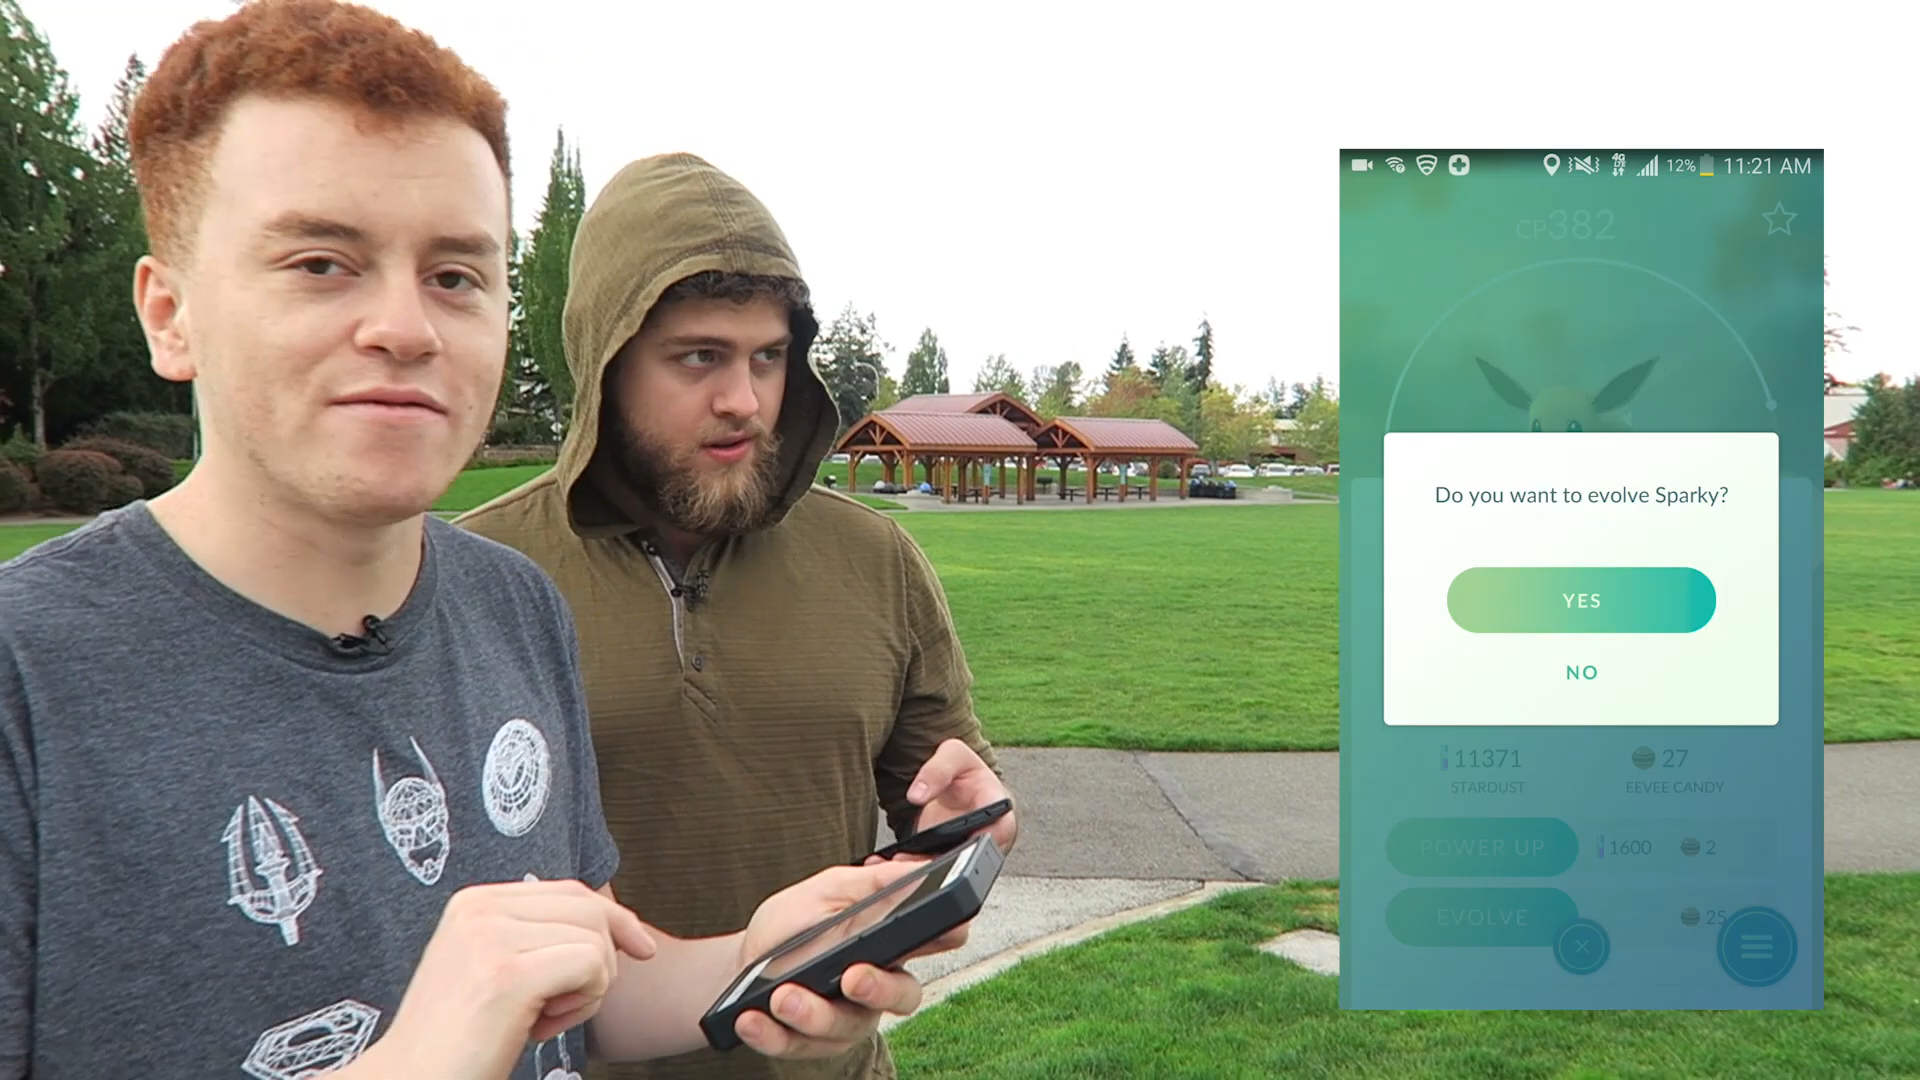 12% 11:21 AM
CP382
Do you want to evolve Sparky?
YES
NO
11371 27
STARDUST EEVEE CANDY
POWER UP 1600 2
EVOLVE 25